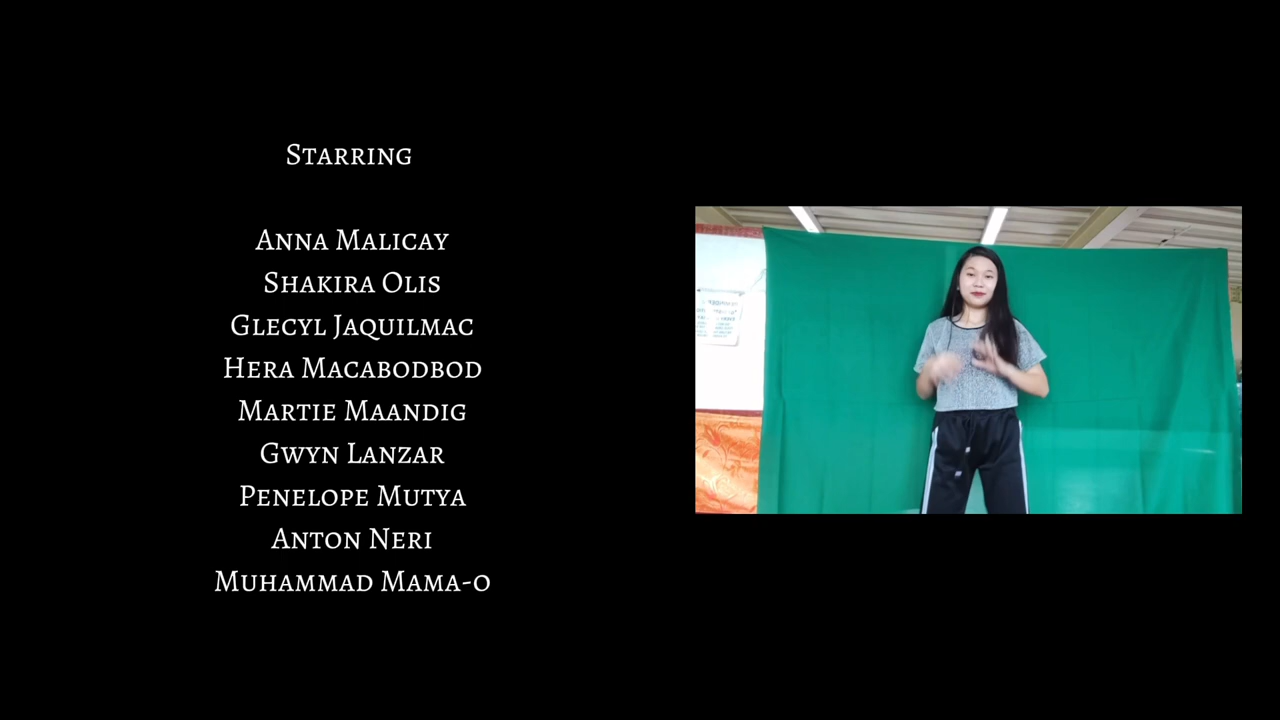 Starring
Anna Malicay
Shakira Olis
Glecyl Jaquilmac
Hera Macabodbod
Martie Maandig
Gwyn Lanzar
Penelope Mutya
Anton Neri
Muhammad Mama-o